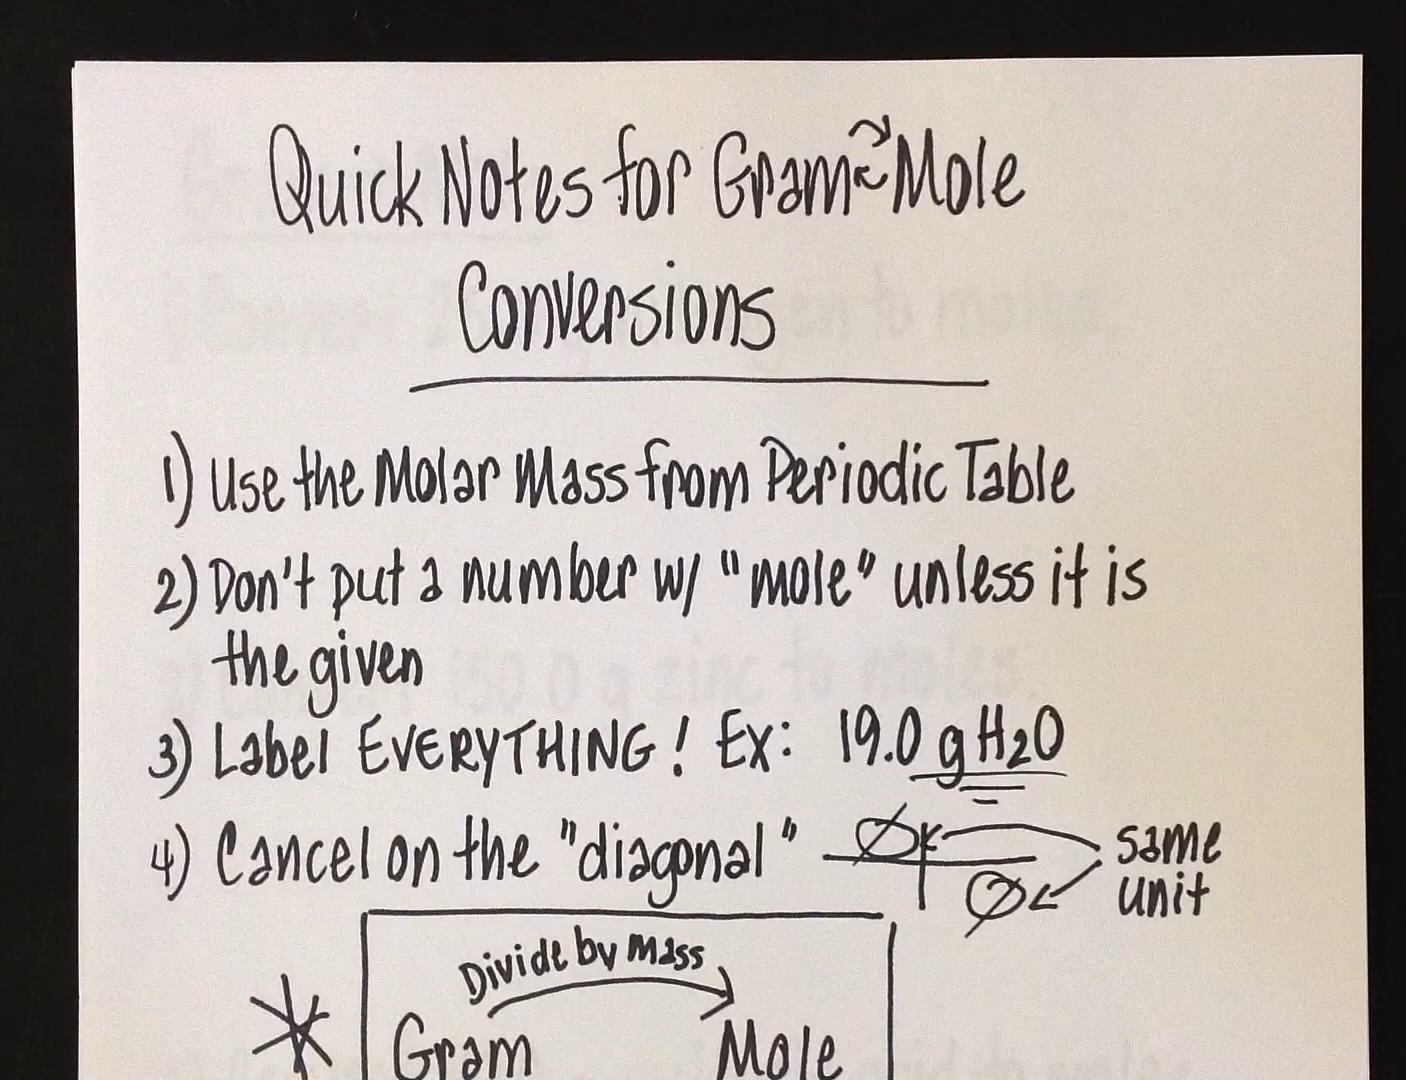 Quick Notes for Gram Mole
Conversions
1) Use the Molar Mass from Periodic Table
2) Don't put a number w/ "mole" unless it is
the given
3) Label EVERYTHING! Ex: 19.0 g H₂O
4) Cancel on the "diagonal"
same
unit
Divide by Mass
Gram Mole